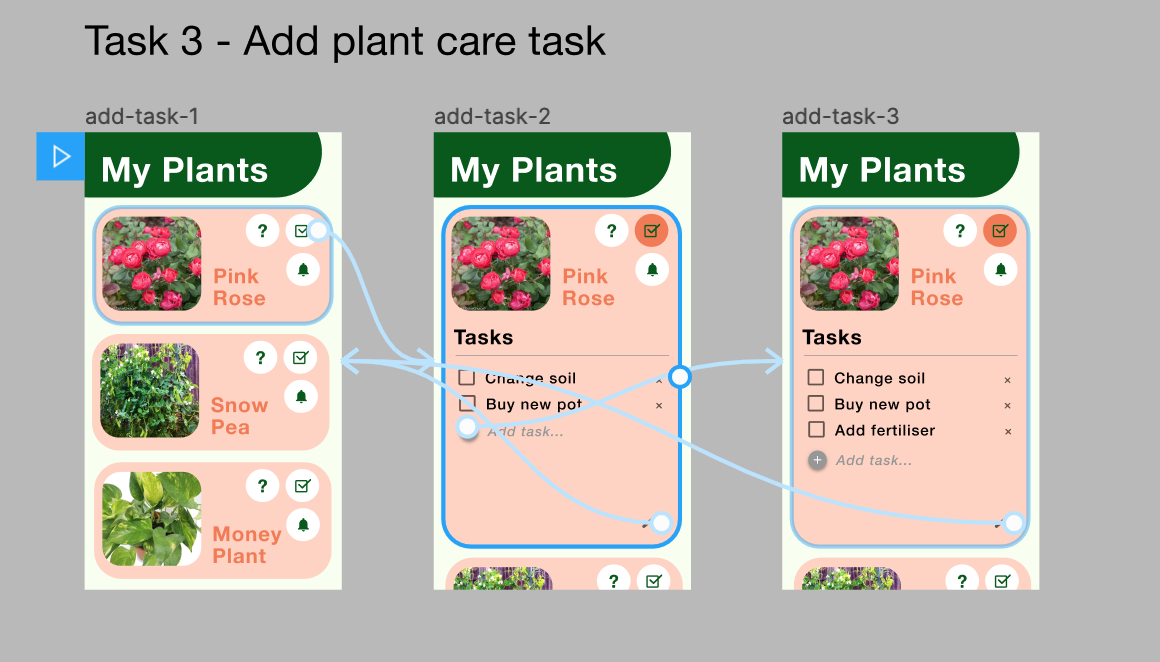 Task 3 - Add plant care task
add-task-1
My Plants
?
Pink
Rose
?
Snow
Pea
?
Money
Plant
add-task-2
My Plants
?
Pink
Rose
Tasks
Change soil ×
Buy new pot ×
Add task...
?
add-task-3
My Plants
?
Pink
Rose
Tasks
Change soil ×
Buy new pot ×
Add fertiliser ×
+ Add task...
?